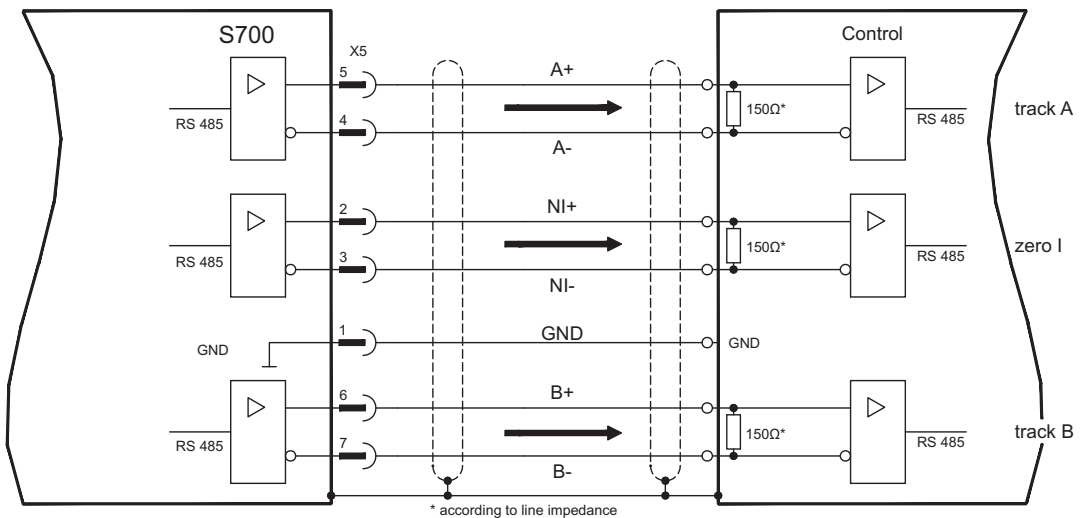 S700
X5
Control
5
A+
RS 485
150Ω*
RS 485
track A
4
A-
2
NI+
RS 485
150Ω*
RS 485
zero I
3
NI-
1
GND
GND
GND
6
B+
RS 485
150Ω*
RS 485
track B
7
B-
* according to line impedance